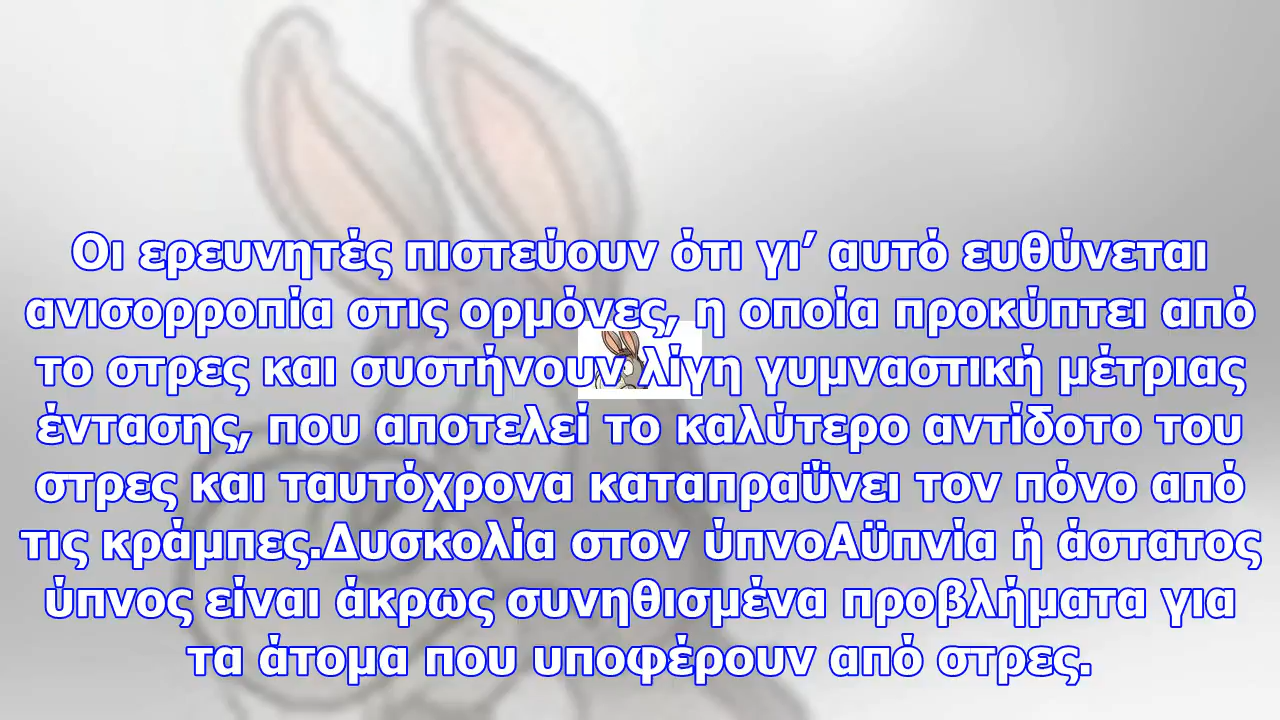 Οι ερευνητές πιστεύουν ότι γι’ αυτό ευθύνεται
ανισορροπία στις ορμόνες, η οποία προκύπτει από
το στρες και συστήνουν λίγη γυμναστική μέτριας
έντασης, που αποτελεί το καλύτερο αντίδοτο του
στρες και ταυτόχρονα καταπραΰνει τον πόνο από
τις κράμπες.Δυσκολία στον ύπνοΑϋπνία ή άστατος
ύπνος είναι άκρως συνηθισμένα προβλήματα για
τα άτομα που υποφέρουν από στρες.